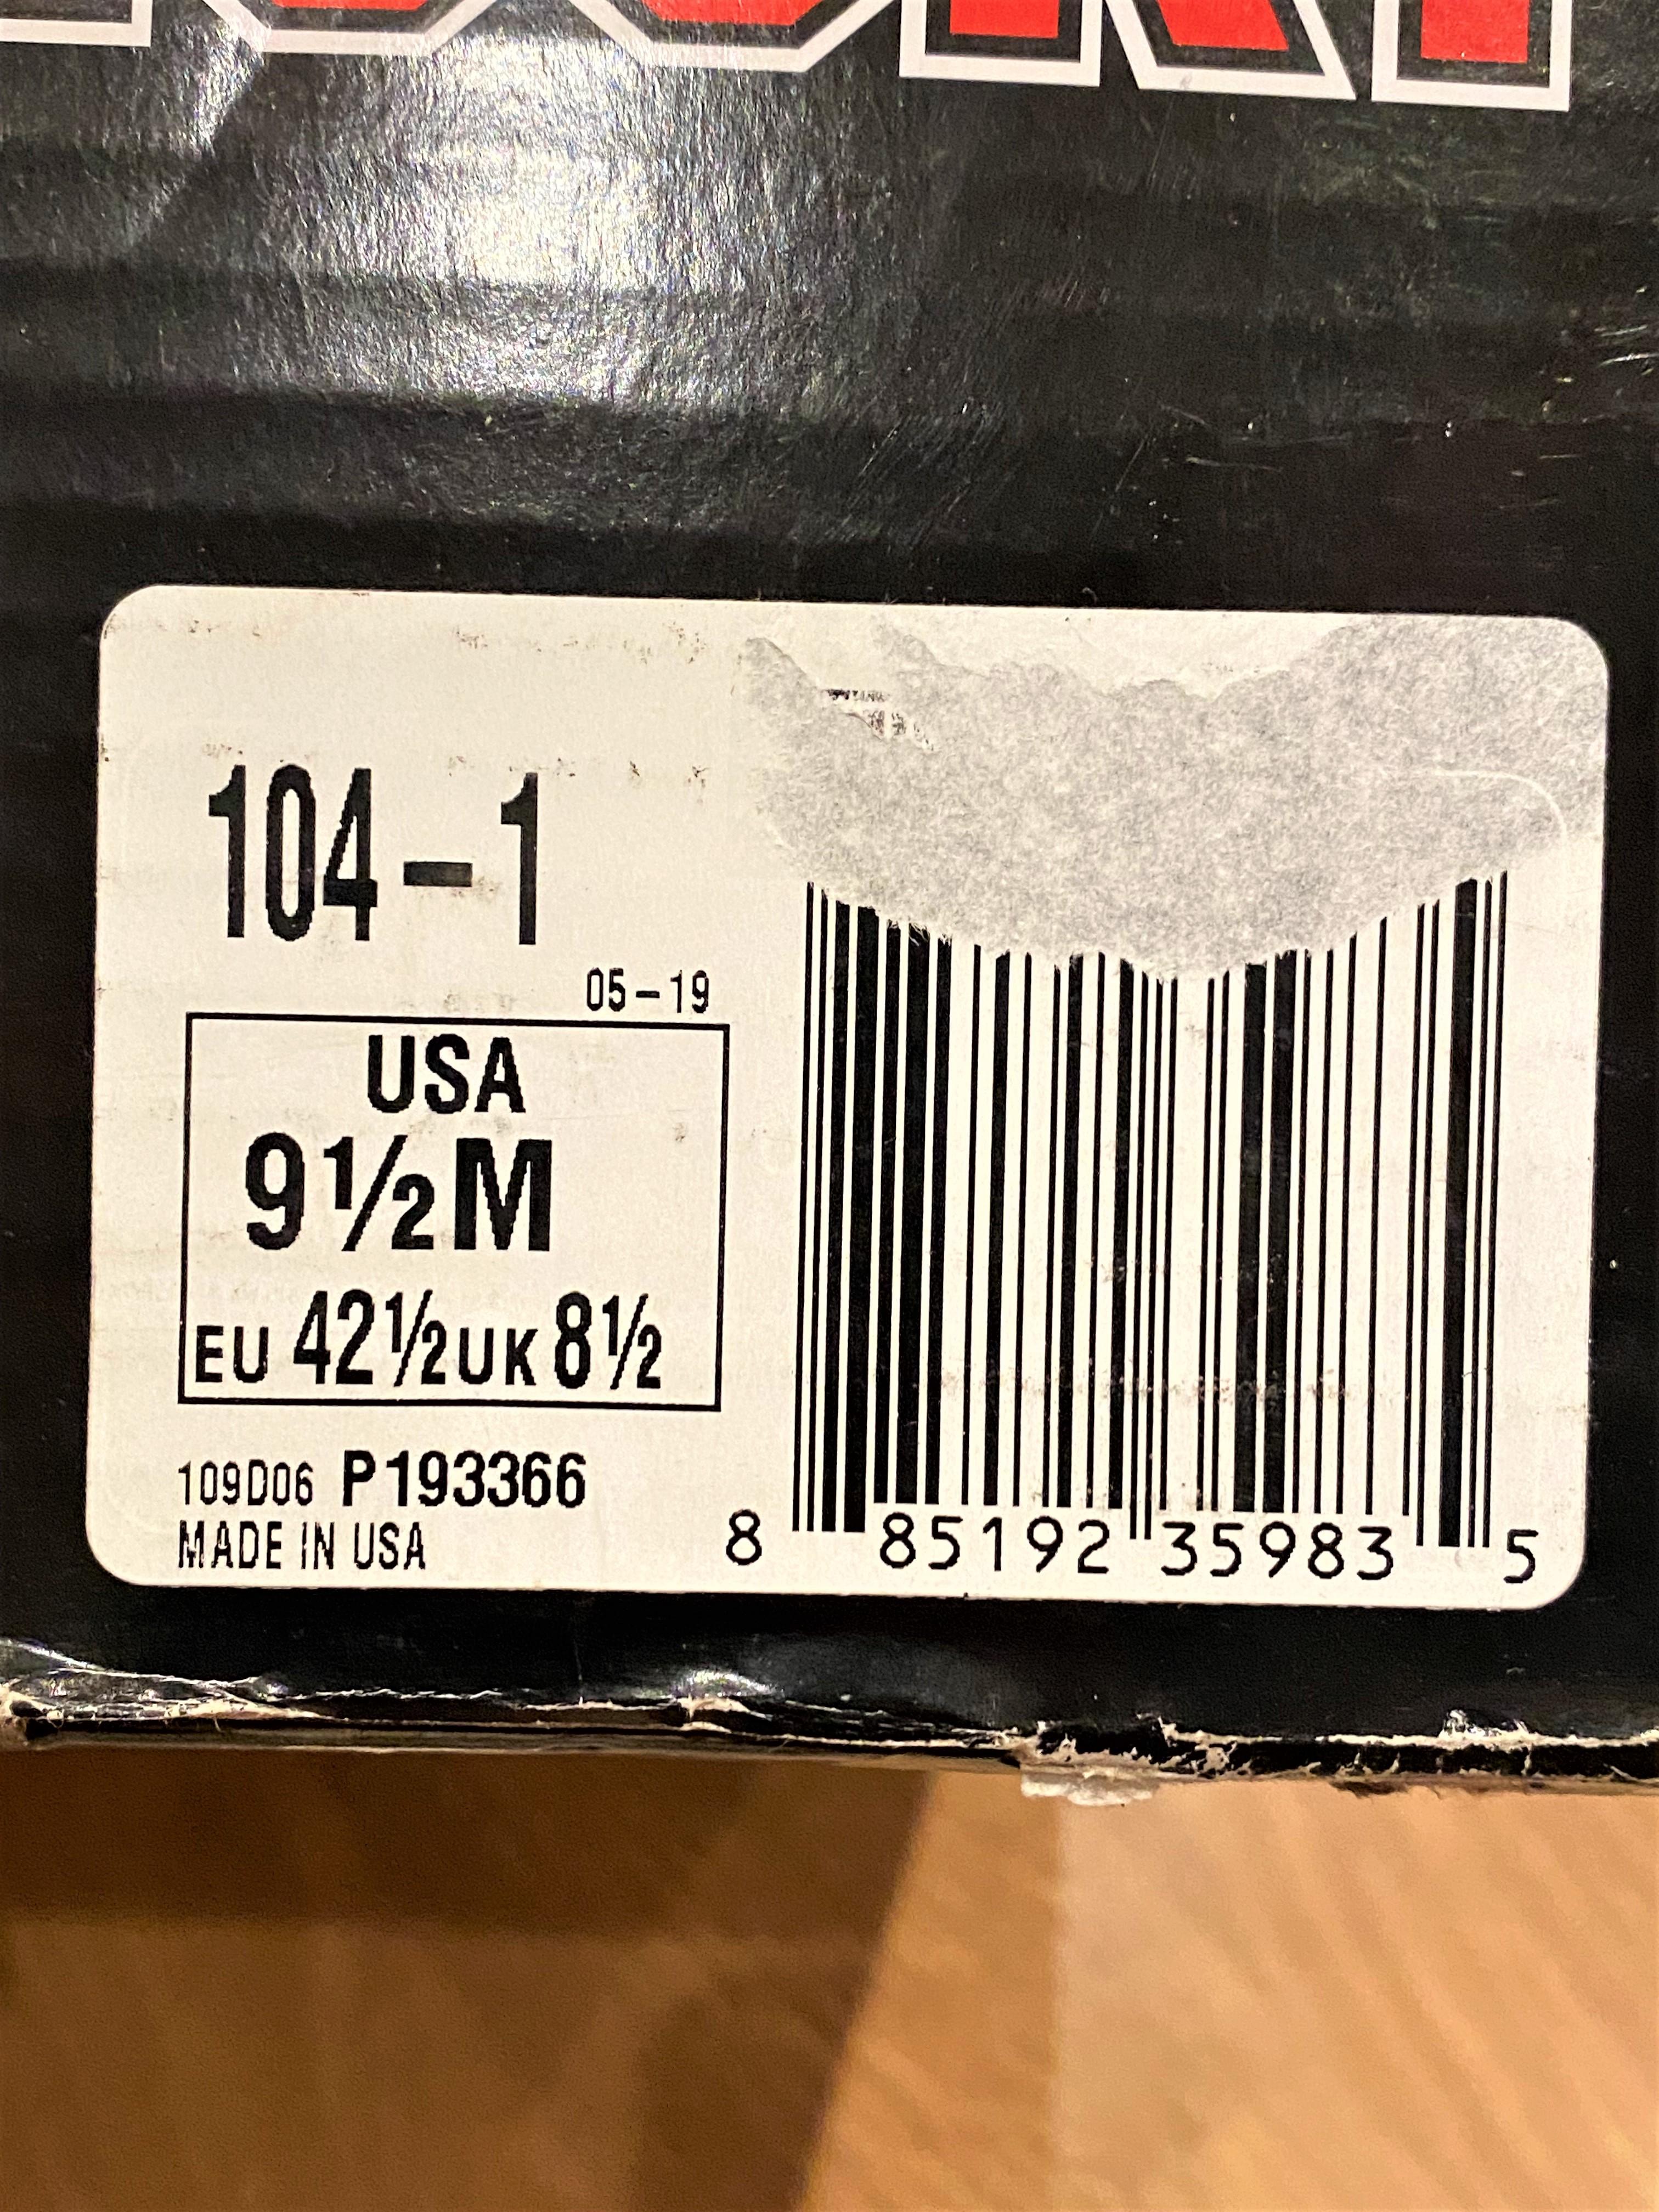 104-1
05-19
USA
9½ M
EU 42½ UK 8½
109D06 P193366
MADE IN USA
8 85192 35983 5